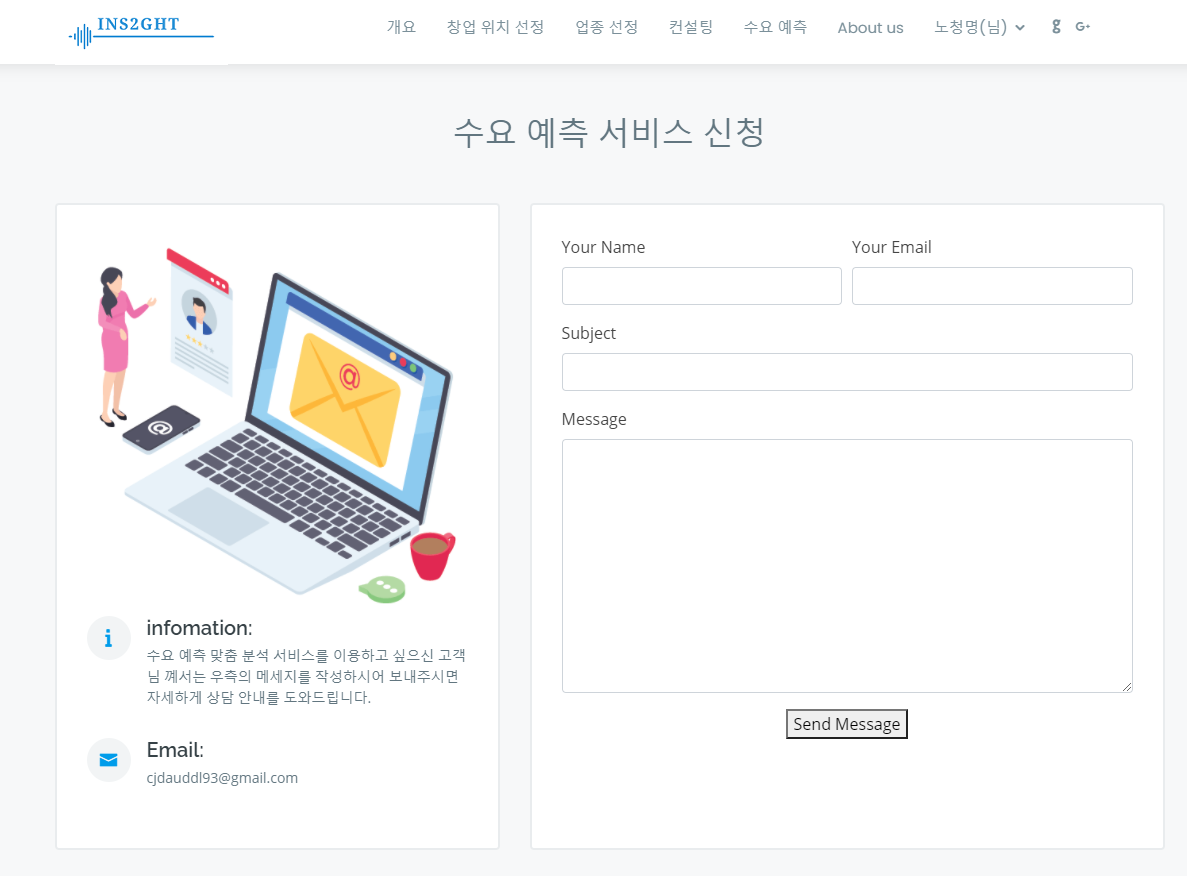 INS2GHT
개요 창업 위치 선정 업종 선정 컨설팅 수요 예측 About us 노청명(님) g G+
수요 예측 서비스 신청
@
@
infomation:
수요 예측 맞춤 분석 서비스를 이용하고 싶으신 고객
님 께서는 우측의 메세지를 작성하시어 보내주시면
자세하게 상담 안내를 도와드립니다.
Email:
cjdauddl93@gmail.com
Your Name Your Email
Subject
Message
Send Message